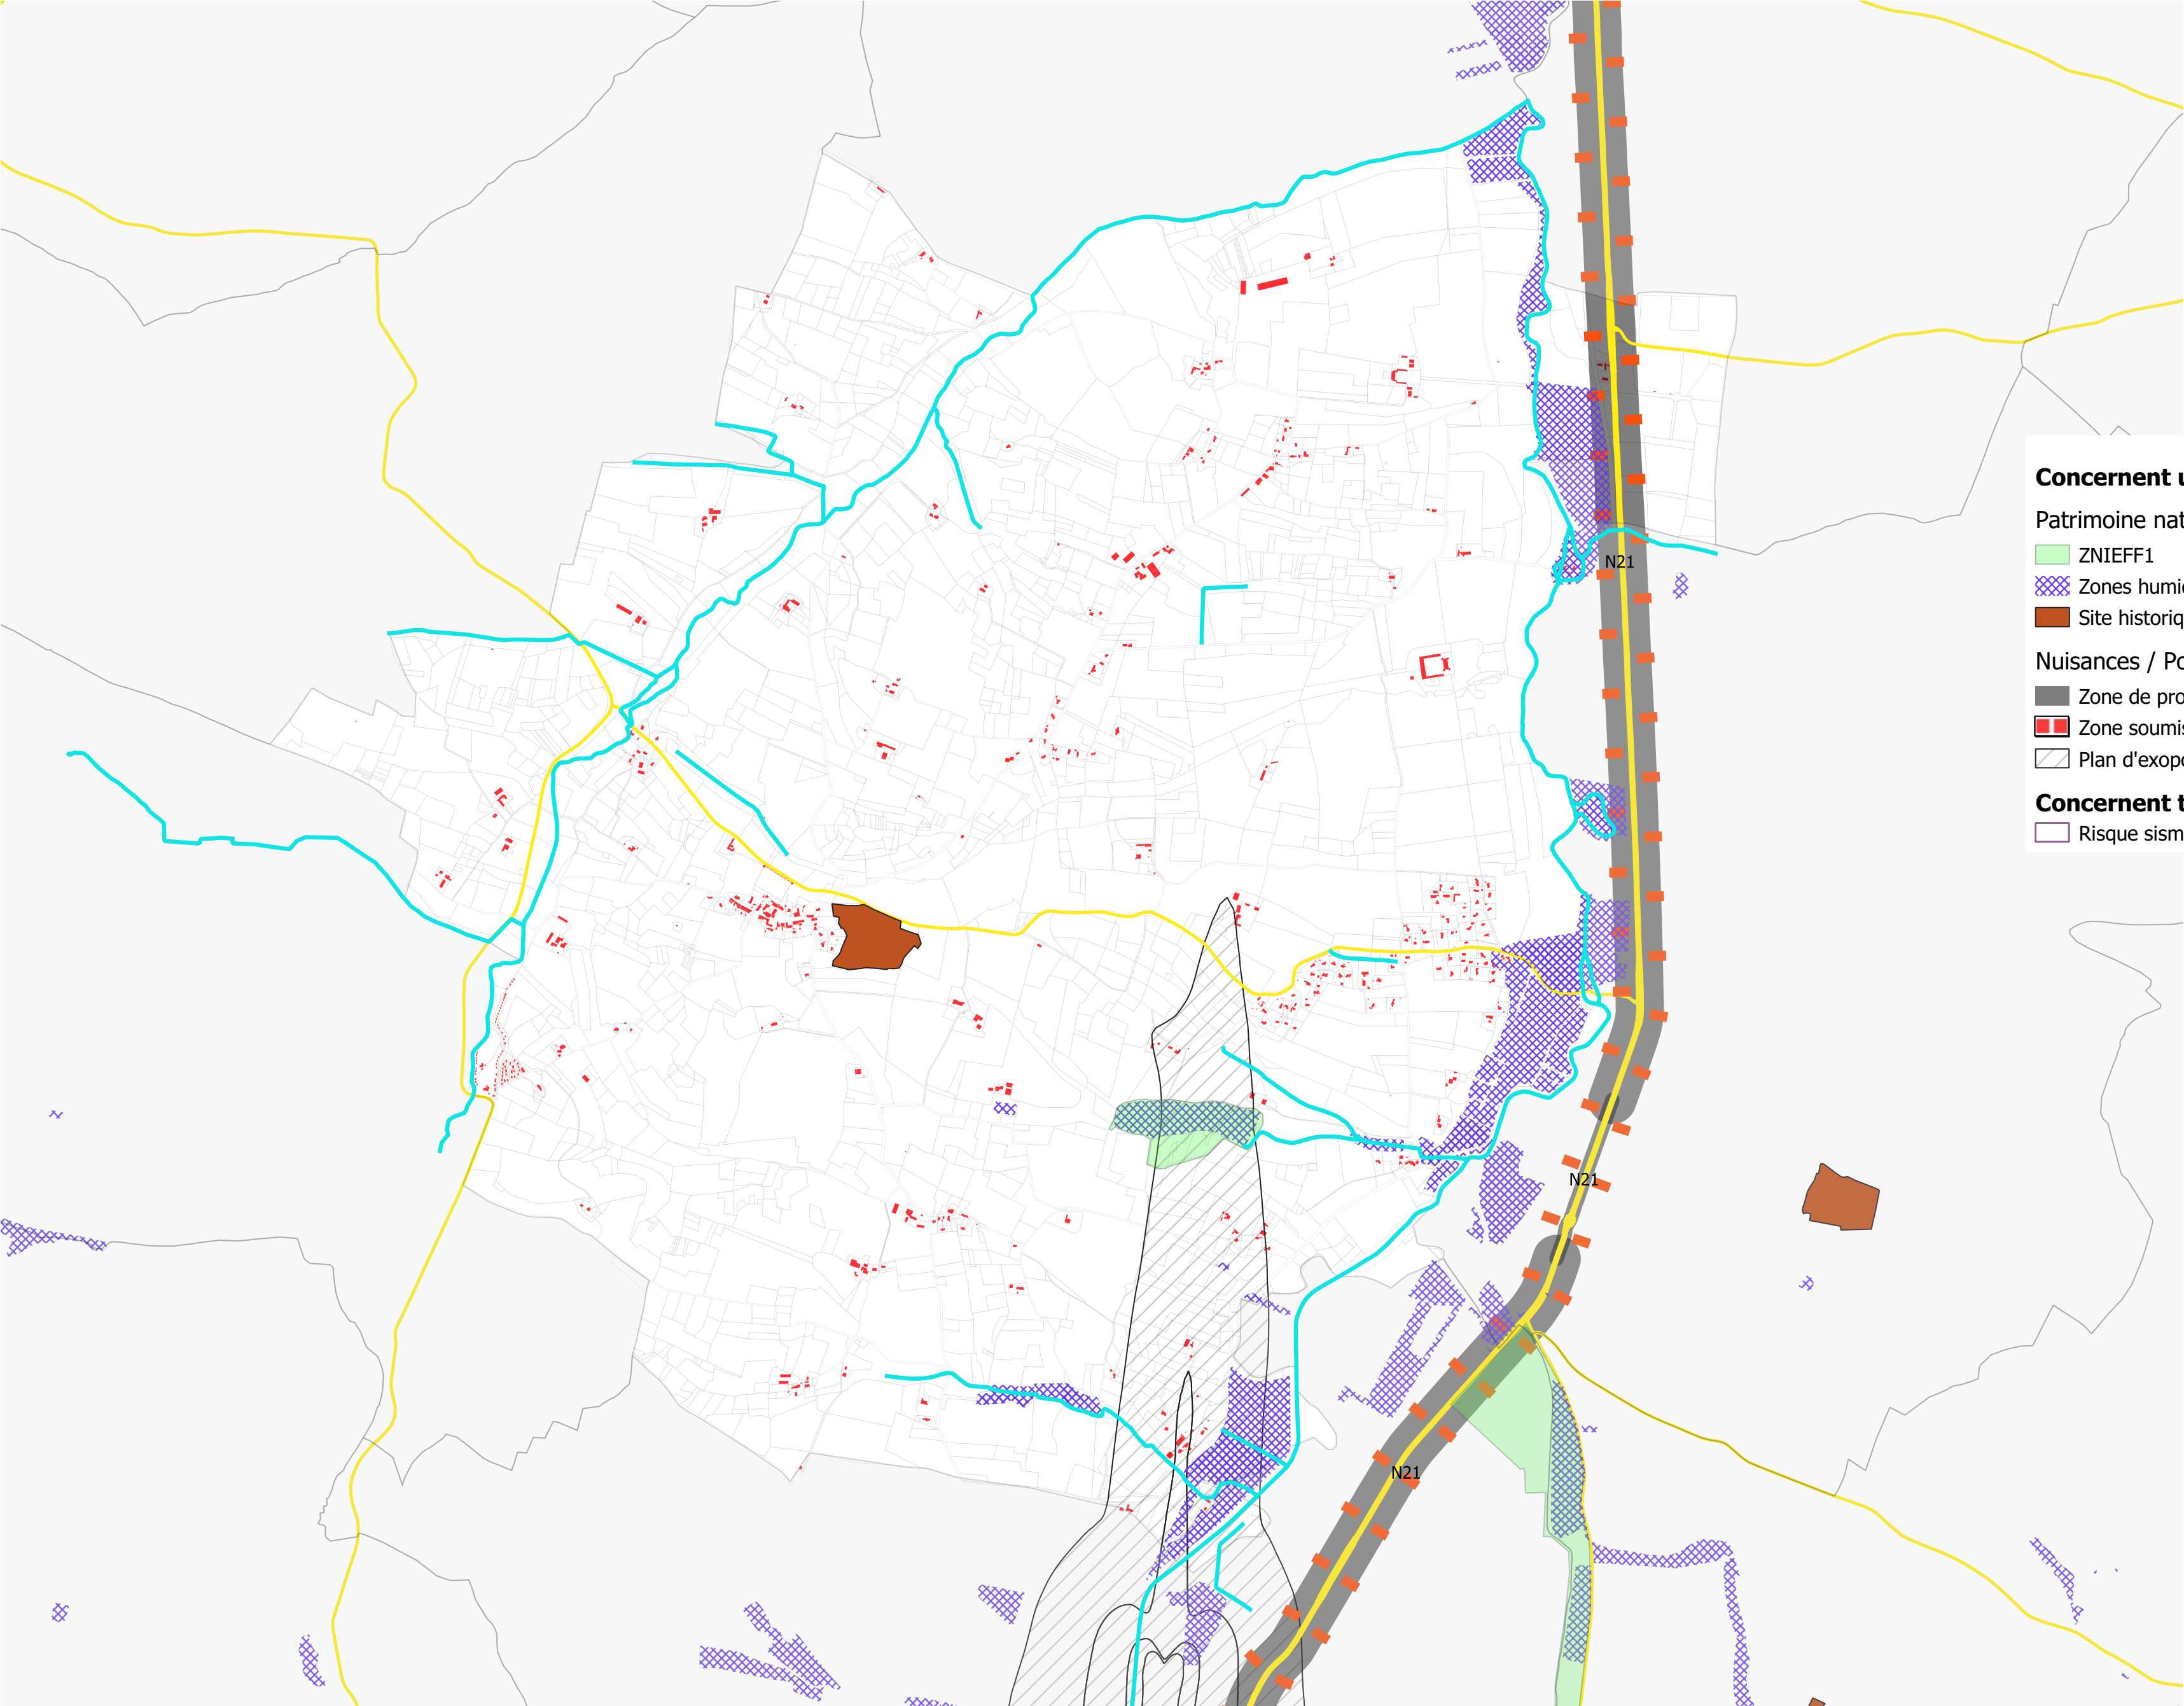 N21
N21
N21
Concernent
Patrimoine nat
ZNIEFF1
Zones humi
Site historiq
Nuisances / Po
Zone de pro
Zone soumis
Plan d'exopo
Concernent t
Risque sism